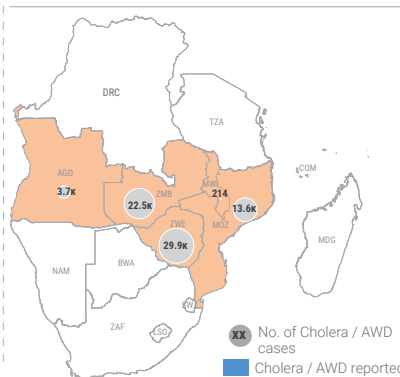 DRC
TZA
AGO
3.7K
COM
MWI
214
ZMB
22.5K
13.6K
ZWE
MOZ
29.9K
MDG
NAM
BWA
SW
ZAF
LSO
XX No. of Cholera / AWD
cases
Cholera / AWD reported